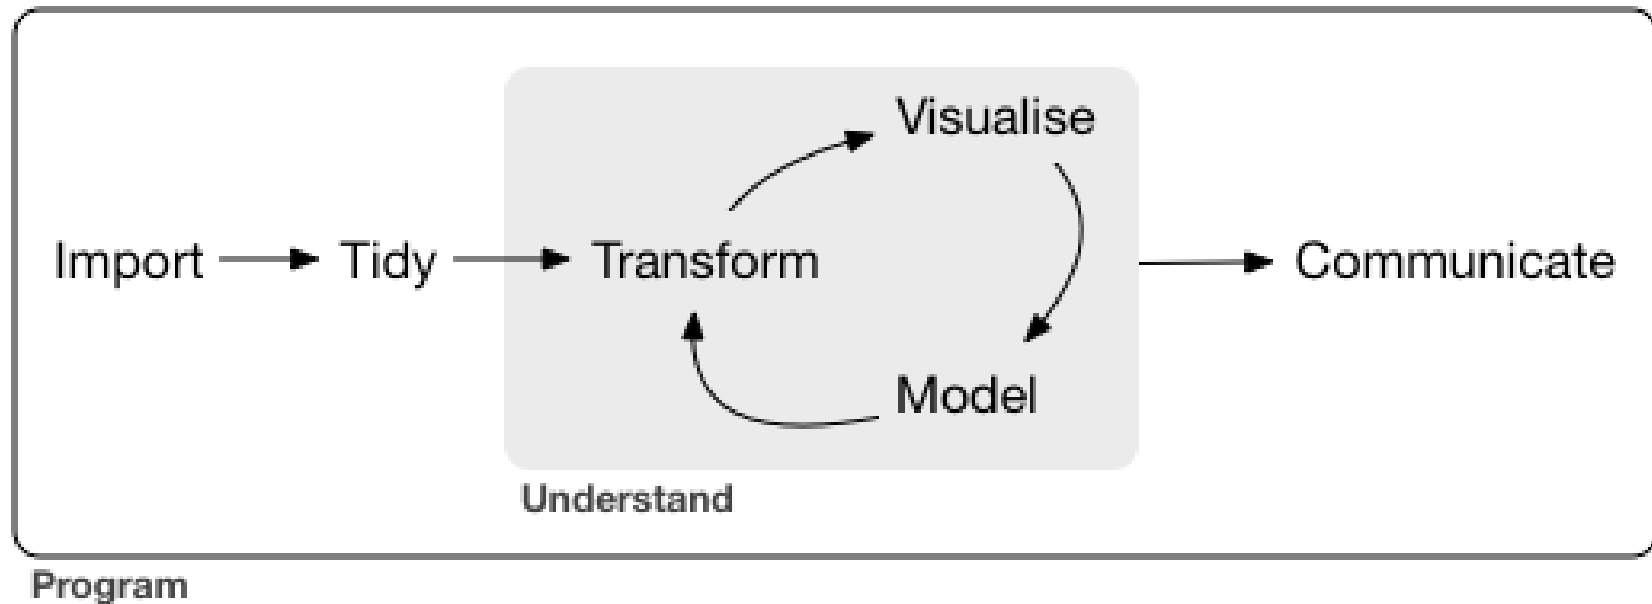 Visualise
Import Tidy Transform Communicate
Model
Understand
Program